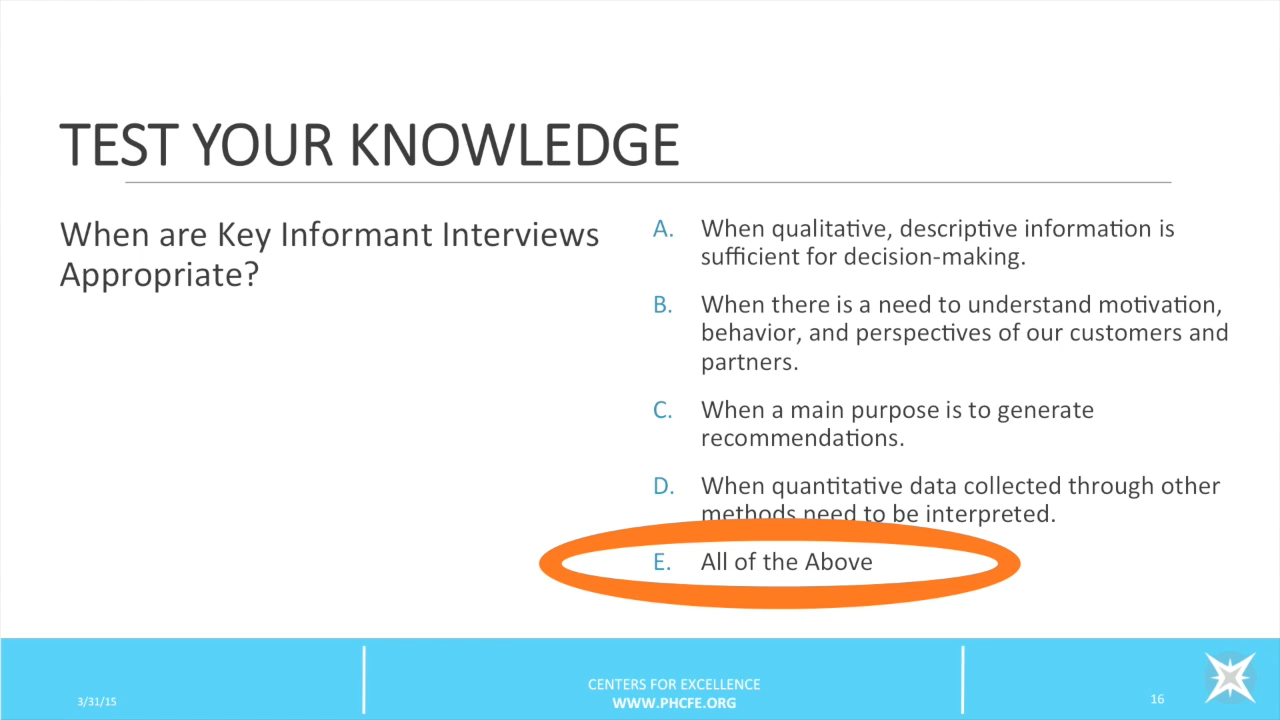 TEST YOUR KNOWLEDGE
When are Key Informant Interviews
Appropriate?
A. When qualitative, descriptive information is
sufficient for decision-making.
B. When there is a need to understand motivation,
behavior, and perspectives of our customers and
partners.
C. When a main purpose is to generate
recommendations.
D. When quantitative data collected through other
methods need to be interpreted.
E. All of the Above
3/31/15
CENTERS FOR EXCELLENCE
WWW.PHCFE.ORG
16